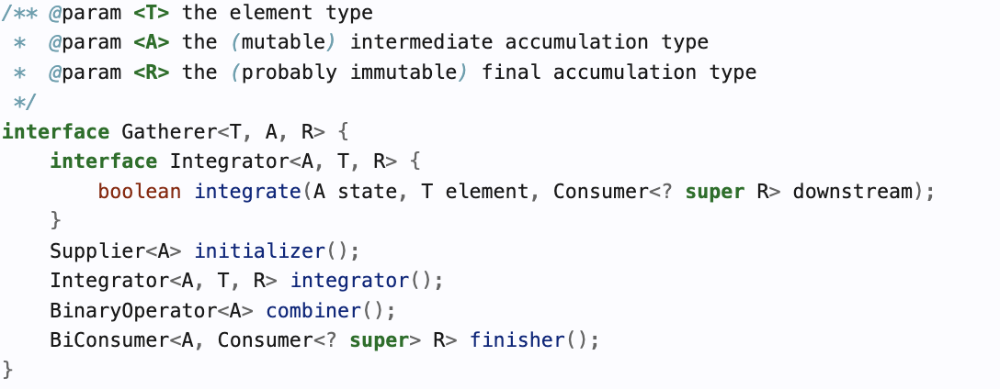 /** @param <T> the element type
 *  @param <A> the (mutable) intermediate accumulation type
 *  @param <R> the (probably immutable) final accumulation type
 */
interface Gatherer<T, A, R> {
    interface Integrator<A, T, R> {
        boolean integrate(A state, T element, Consumer<? super R> downstream);
    }
    Supplier<A> initializer();
    Integrator<A, T, R> integrator();
    BinaryOperator<A> combiner();
    BiConsumer<A, Consumer<? super> R> finisher();
}